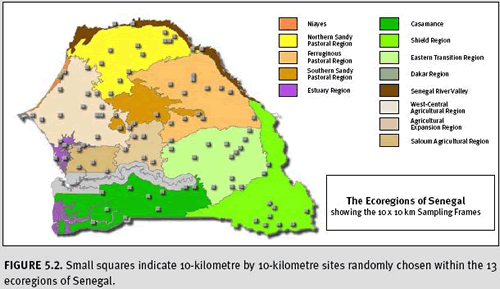 Niayes
Northern Sandy
Pastoral Region
Ferruginous
Pastoral Region
Southern Sandy
Pastoral Region
Estuary Region
Casamance
Shield Region
Eastern Transition Region
Dakar Region
Senegal River Valley
West-Central
Agricultural Region
Agricultural
Expansion Region
Saloum Agricultural Region
The Ecoregions of Senegal
showing the 10 x 10 km Sampling Frames
FIGURE 5.2. Small squares indicate 10-kilometre by 10-kilometre sites randomly chosen within the 13
ecoregions of Senegal.